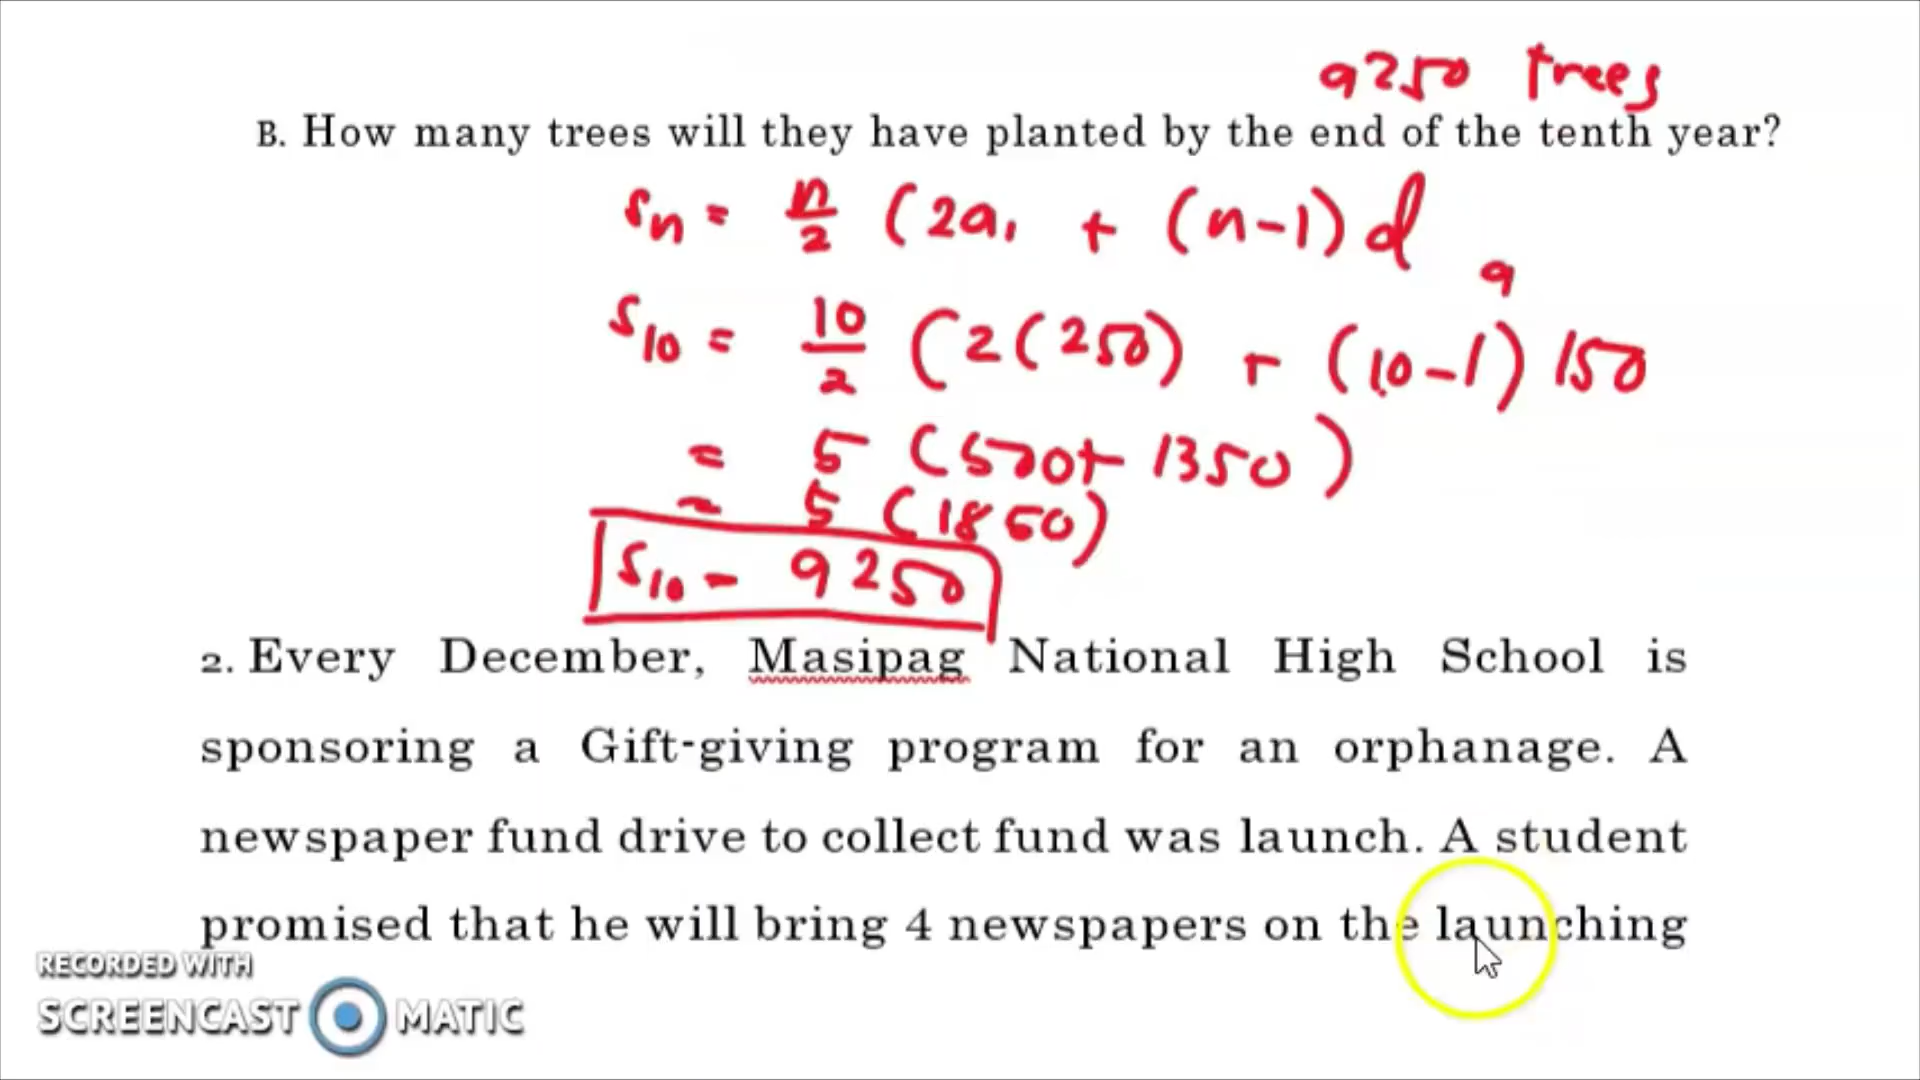 9250 trees
B. How many trees will they have planted by the end of the tenth year?
Sn = n/2 (2a₁ + (n-1)d
9
S10 = 10/2 (2(250) + (10-1) 150
= 5 (500+ 1350)
= 5 (1850)
S10 = 9250
2. Every December, Masipag National High School is
sponsoring a Gift-giving program for an orphanage. A
newspaper fund drive to collect fund was launch. A student
promised that he will bring 4 newspapers on the launching
RECORDED WITH
SCREENCAST MATIC